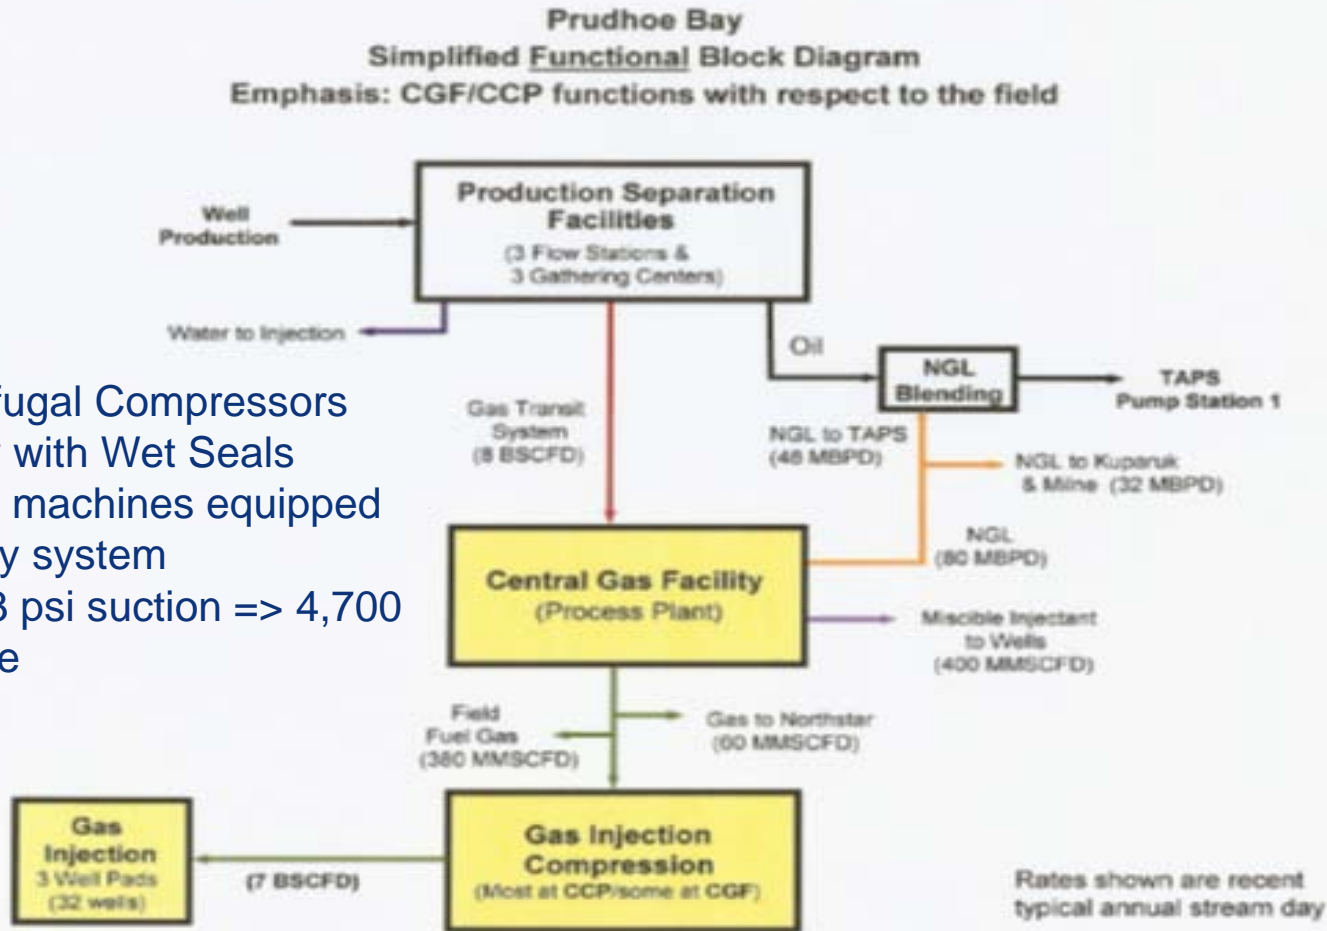 Prudhoe Bay
Simplified Functional Block Diagram
Emphasis: CGF/CCP functions with respect to the field
Production Separation
Facilities
(3 Flow Stations &
3 Gathering Centers)
Well
Production
Water to Injection
Oil
NGL
Blending
TAPS
Pump Station 1
fugal Compressors
with Wet Seals
machines equipped
y system
3 psi suction => 4,700
e
Gas Transit
System
(8 BSCFD)
NGL to TAPS
(48 MBPD)
NGL to Kuparuk
& Milne (32 MBPD)
NGL
(80 MBPD)
Central Gas Facility
(Process Plant)
Miscible Injectant
to Wells
(400 MMSCFD)
Field
Fuel Gas
(380 MMSCFD)
Gas to Northstar
(60 MMSCFD)
Gas
Injection
3 Well Pads
(32 wells)
(7 BSCFD)
Gas Injection
Compression
(Most at CCP/some at CGF)
Rates shown are recent
typical annual stream day